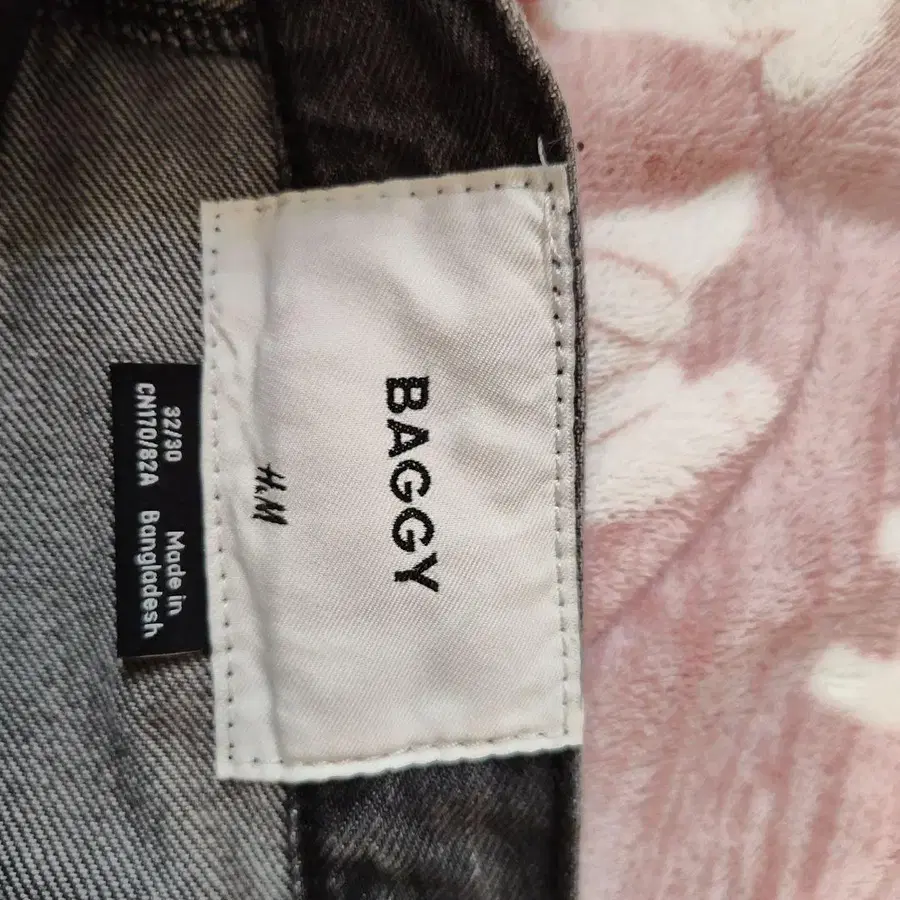 BAGGY
H&M
32/30
CN170/82A
Made in
Bangladesh